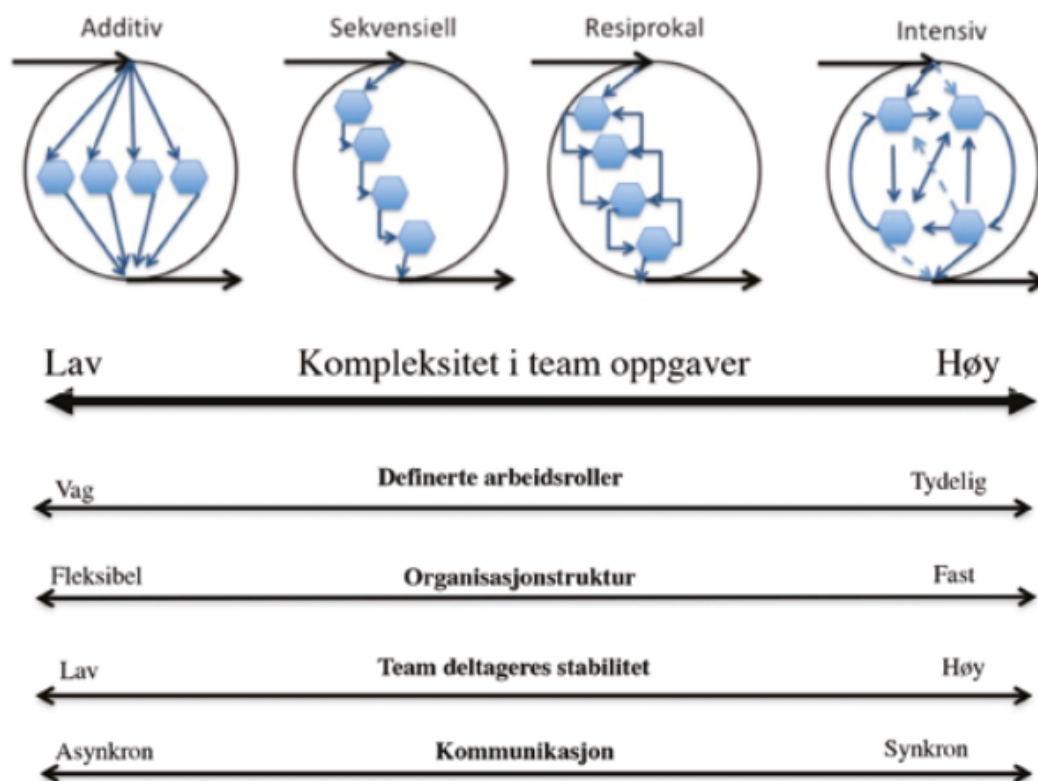 Additiv Sekvensiell Resiprokal Intensiv
Lav Kompleksitet i team oppgaver Høy
Vag Definerte arbeidsroller Tydelig
Fleksibel Organisasjonstruktur Fast
Lav Team deltageres stabilitet Høy
Asynkron Kommunikasjon Synkron